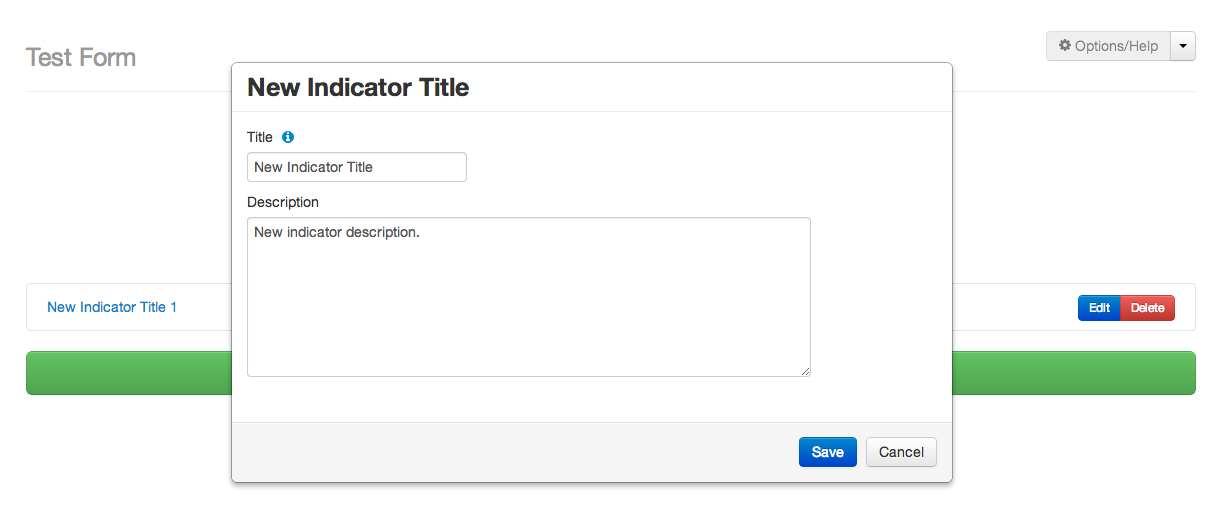 Test Form
Options/Help
New Indicator Title
Title
New Indicator Title
Description
New indicator description.
New Indicator Title 1
Edit Delete
Save Cancel